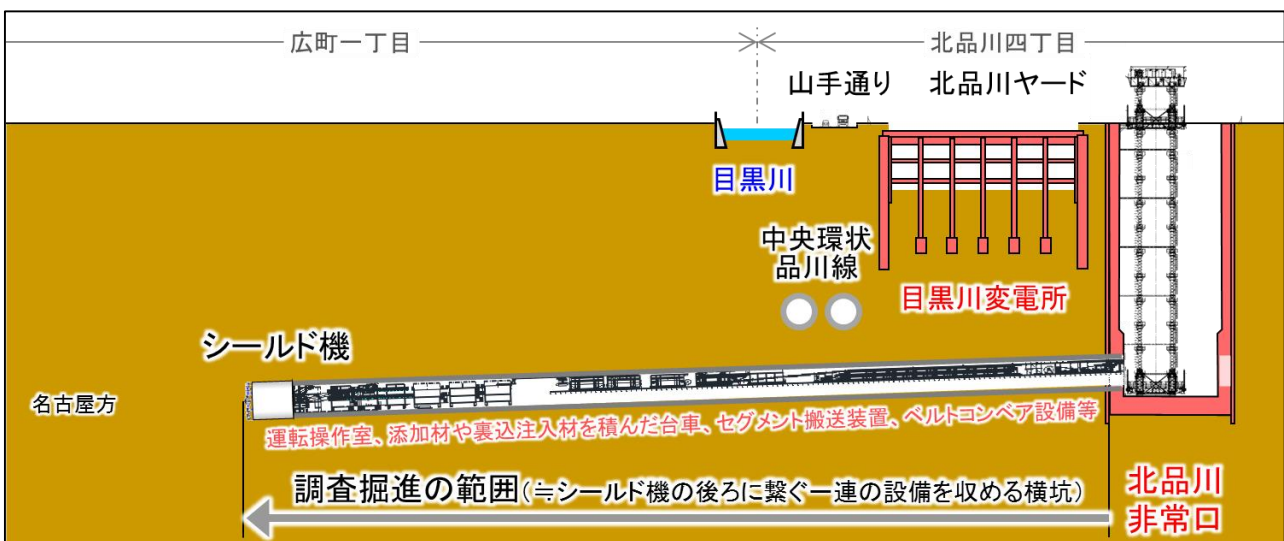 広町一丁目
北品川四丁目
山手通り
北品川ヤード
目黒川
中央環状
品川線
目黒川変電所
シールド機
名古屋方
運転操作室、添加材や裏込注入材を積んだ台車、セグメント搬送装置、ベルトコンベア設備等
調査掘進の範囲(≒シールド機の後ろに繋ぐ一連の設備を収める横坑)
北品川
非常口